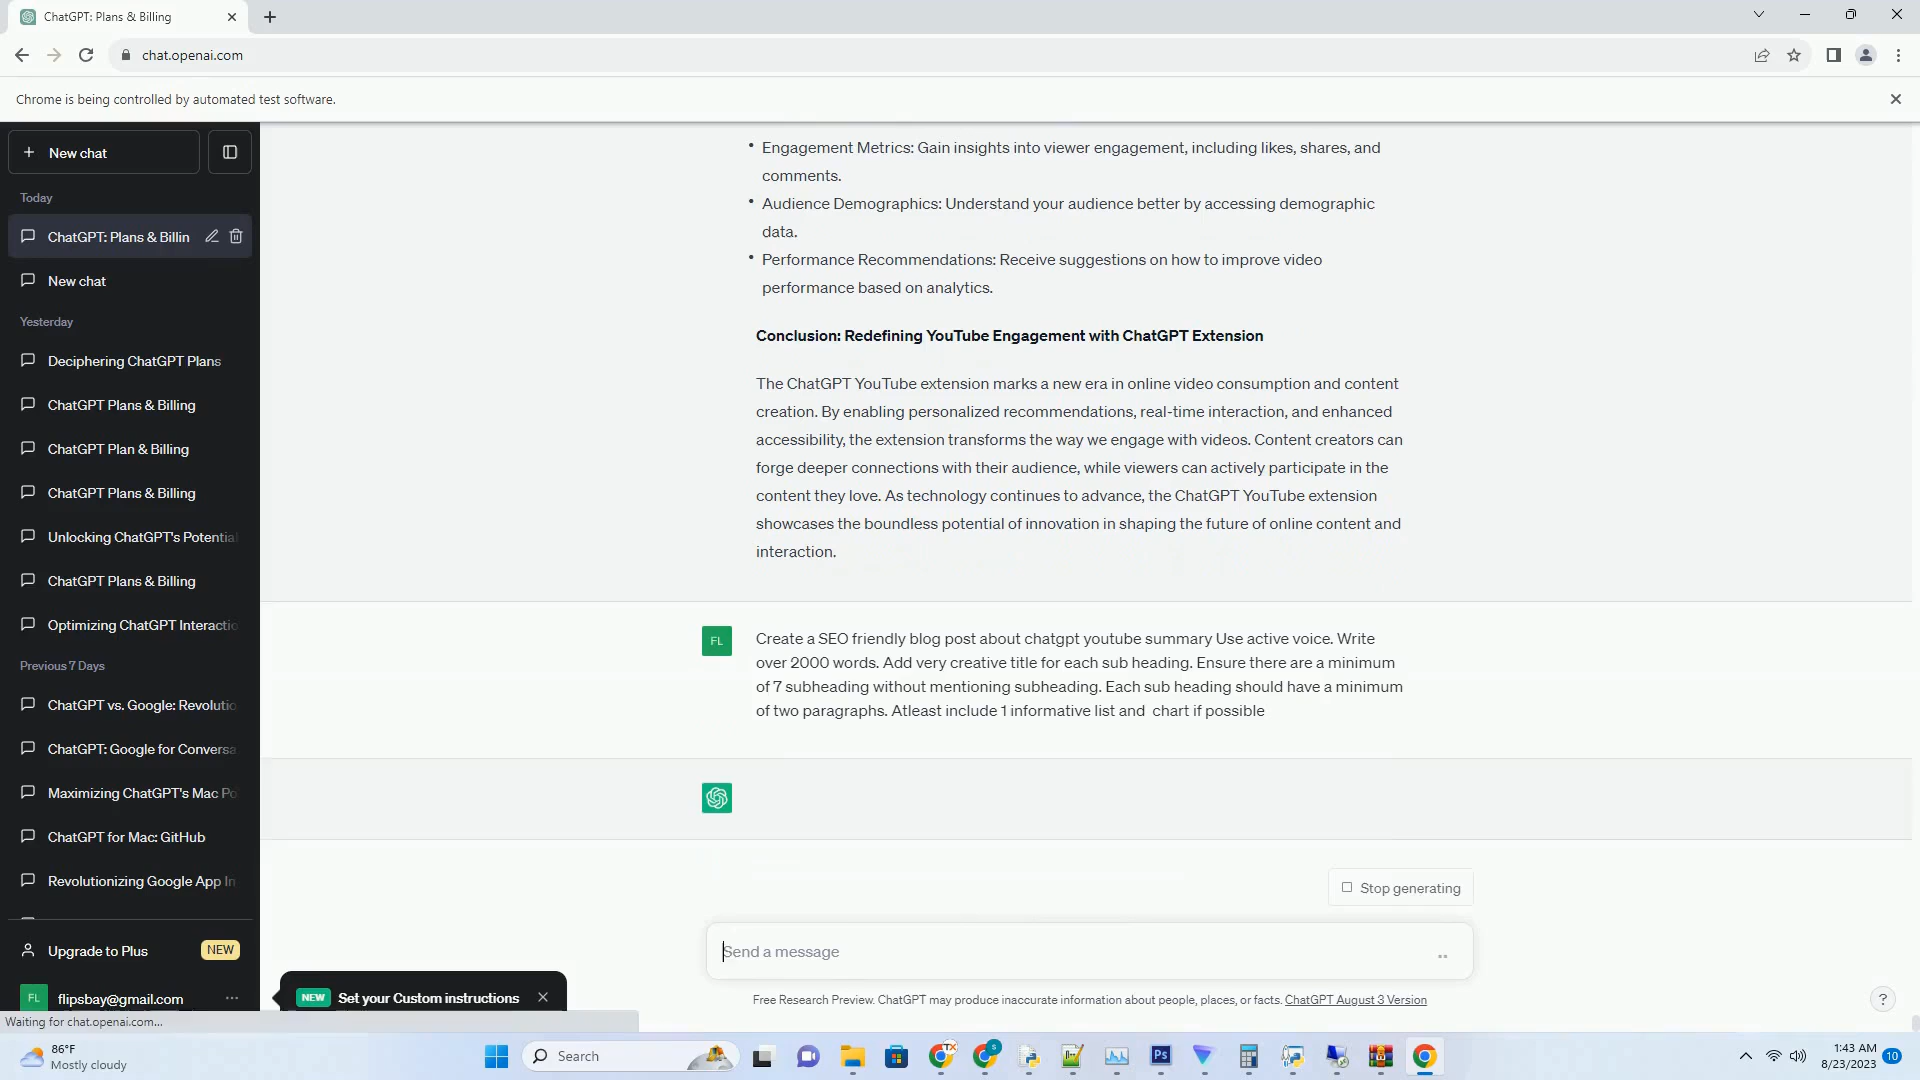 ChatGPT: Plans & Billing
chat.openai.com
Chrome is being controlled by automated test software.
New chat
Today
ChatGPT: Plans & Billin
New chat
Yesterday
Deciphering ChatGPT Plans
ChatGPT Plans & Billing
ChatGPT Plan & Billing
ChatGPT Plans & Billing
Unlocking ChatGPT's Potential
ChatGPT Plans & Billing
Optimizing ChatGPT Interactio
Previous 7 Days
ChatGPT vs. Google: Revolutio
ChatGPT: Google for Conversa
Maximizing ChatGPT's Mac Po
ChatGPT for Mac: GitHub
Revolutionizing Google App In
Upgrade to Plus
NEW
FL
flipsbay@gmail.com
Engagement Metrics: Gain insights into viewer engagement, including likes, shares, and
comments.
Audience Demographics: Understand your audience better by accessing demographic
data.
Performance Recommendations: Receive suggestions on how to improve video
performance based on analytics.
Conclusion: Redefining YouTube Engagement with ChatGPT Extension
The ChatGPT YouTube extension marks a new era in online video consumption and content
creation. By enabling personalized recommendations, real-time interaction, and enhanced
accessibility, the extension transforms the way we engage with videos. Content creators can
forge deeper connections with their audience, while viewers can actively participate in the
content they love. As technology continues to advance, the ChatGPT YouTube extension
showcases the boundless potential of innovation in shaping the future of online content and
interaction.
FL
Create a SEO friendly blog post about chatgpt youtube summary Use active voice. Write
over 2000 words. Add very creative title for each sub heading. Ensure there are a minimum
of 7 subheading without mentioning subheading. Each sub heading should have a minimum
of two paragraphs. Atleast include 1 informative list and  chart if possible
Stop generating
Send a message
NEW Set your Custom instructions
Free Research Preview. ChatGPT may produce inaccurate information about people, places, or facts. ChatGPT August 3 Version
?
Waiting for chat.openai.com...
86°F
Mostly cloudy
Search
TX
S
Ps
1:43 AM
8/23/2023
10